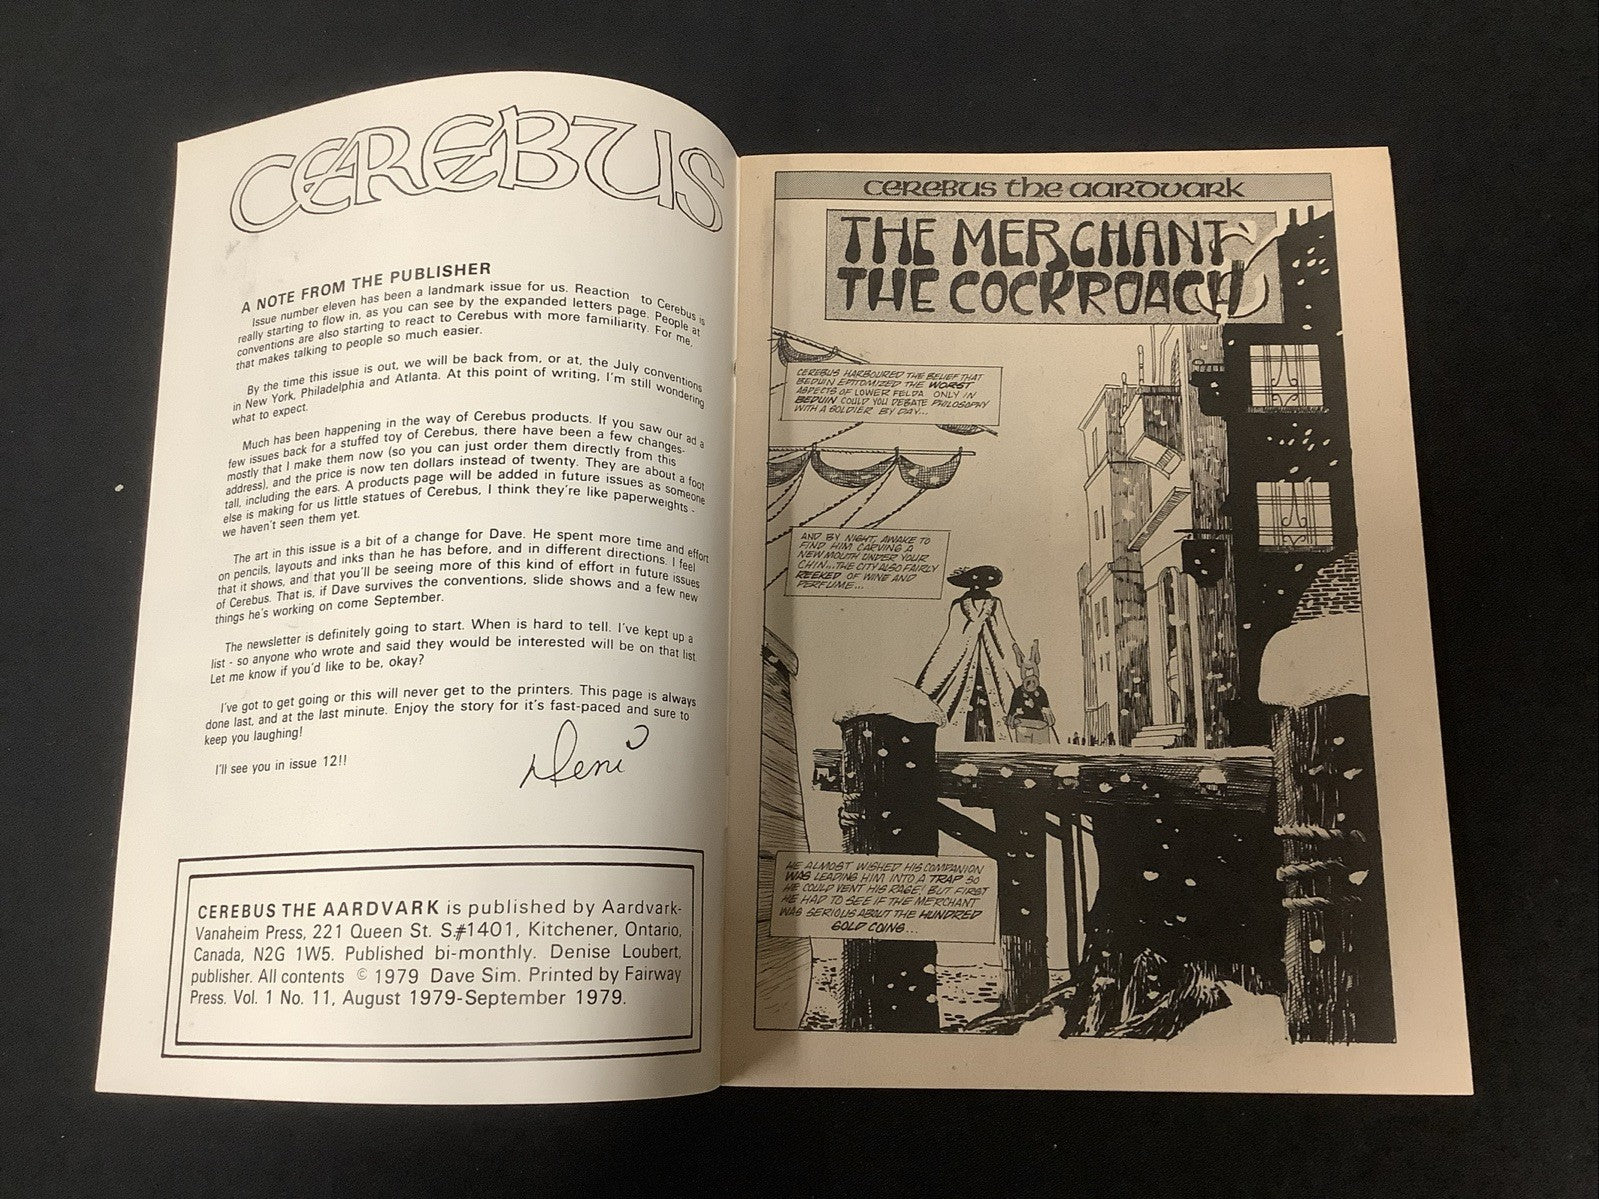 CEREBUS
A NOTE FROM THE PUBLISHER
Issue number eleven has been a landmark issue for us. Reaction to Cerebus is
really starting to flow in, as you can see by the expanded letters page. People at
conventions are also starting to react to Cerebus with more familiarity. For me,
that makes talking to people so much easier.
By the time this issue is out, we will be back from, or at, the July conventions
in New York, Philadelphia and Atlanta. At this point of writing, I'm still wondering
what to expect.
Much has been happening in the way of Cerebus products. If you saw our ad a
few issues back for a stuffed toy of Cerebus, there have been a few changes-
mostly that I make them now (so you can just order them directly from this
address), and the price is now ten dollars instead of twenty. They are about a foot
tall, including the ears. A products page will be added in future issues as someone
else is making for us little statues of Cerebus, I think they're like paperweights -
we haven't seen them yet.
The art in this issue is a bit of a change for Dave. He spent more time and effort
on pencils, layouts and inks than he has before, and in different directions. I feel
that it shows, and that you'll be seeing more of this kind of effort in future issues
of Cerebus. That is, if Dave survives the conventions, slide shows and a few new
things he's working on come September.
The newsletter is definitely going to start. When is hard to tell. I've kept up a
list - so anyone who wrote and said they would be interested will be on that list.
Let me know if you'd like to be, okay?
I've got to get going or this will never get to the printers. This page is always
done last, and at the last minute. Enjoy the story for it's fast-paced and sure to
keep you laughing!
I'll see you in issue 12!!
Deni
CEREBUS THE AARDVARK is published by Aardvark-
Vanaheim Press, 221 Queen St. S.#1401, Kitchener, Ontario,
Canada, N2G 1W5. Published bi-monthly. Denise Loubert,
publisher. All contents © 1979 Dave Sim. Printed by Fairway
Press. Vol. 1 No. 11, August 1979-September 1979.
CEREBUS THE AARDVARK
THE MERCHANT &
THE COCKROACH
CEREBUS HARBOURED THE BELIEF THAT
BEDUIN EPITOMIZED THE WORST
ASPECTS OF LOWER FELDA ONLY IN
BEDUIN COULD YOU DEBATE PHILOSOPHY
WITH A SOLDIER BY DAY...
AND BY NIGHT, AWAKE TO
FIND HIM CARVING A
NEW MOUTH UNDER YOUR
CHIN...THE CITY ALSO FAIRLY
REEKED OF WINE AND
PERFUME...
HE ALMOST WISHED HIS COMPANION
WAS LEADING HIM INTO A TRAP SO
HE COULD VENT HIS RAGE! BUT FIRST
HE HAD TO SEE IF THE MERCHANT
WAS SERIOUS ABOUT THE HUNDRED
GOLD COINS...